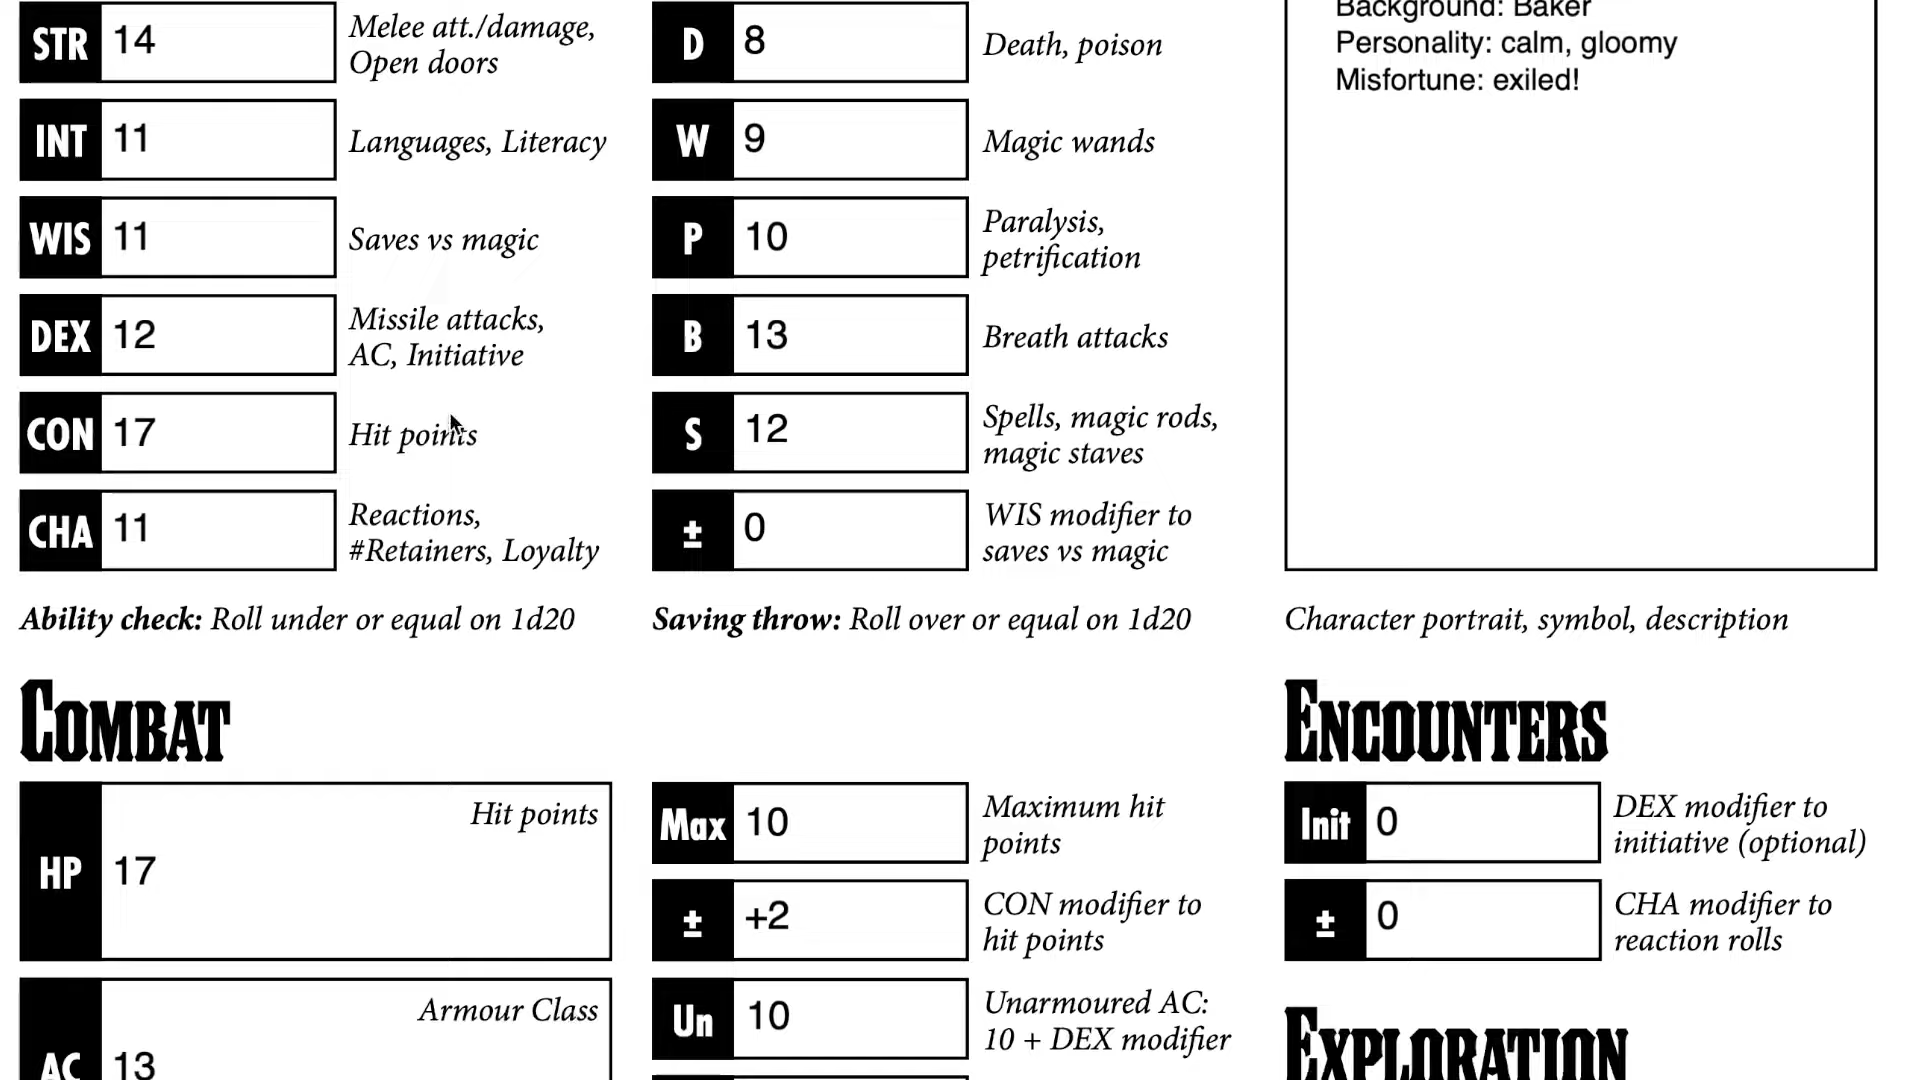 STR 14 Melee att./damage,
Open doors
INT 11 Languages, Literacy
WIS 11 Saves vs magic
DEX 12 Missile attacks,
AC, Initiative
CON 17 Hit points
CHA 11 Reactions,
#Retainers, Loyalty
Ability check: Roll under or equal on 1d20
D 8 Death, poison
W 9 Magic wands
P 10 Paralysis,
petrification
B 13 Breath attacks
S 12 Spells, magic rods,
magic staves
± 0 WIS modifier to
saves vs magic
Saving throw: Roll over or equal on 1d20
Background: Baker
Personality: calm, gloomy
Misfortune: exiled!
Character portrait, symbol, description
COMBAT
HP 17 Hit points
AC 13 Armour Class
Max 10 Maximum hit
points
± +2 CON modifier to
hit points
Un 10 Unarmoured AC:
10 + DEX modifier
ENCOUNTERS
Init 0 DEX modifier to
initiative (optional)
± 0 CHA modifier to
reaction rolls
EXPLORATION